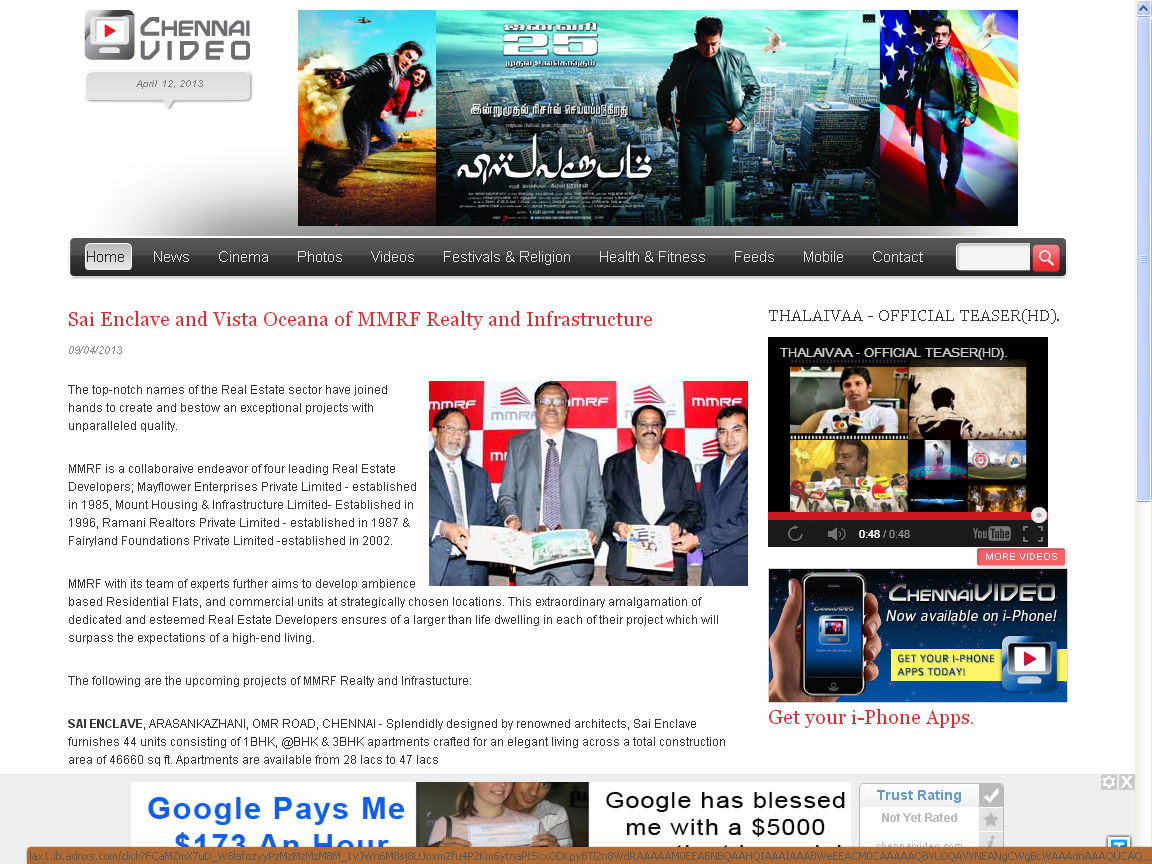 CHENNAI
VIDEO
April 12, 2013
ஜனவரி
25
முதல் உலகெங்கும்
இன்றுமுதல் ரிசர்வ் செய்யப்படுகிறது
விஸ்வரூபம்
Home News Cinema Photos Videos Festivals & Religion Health & Fitness Feeds Mobile Contact
Sai Enclave and Vista Oceana of MMRF Realty and Infrastructure
09/04/2013
The top-notch names of the Real Estate sector have joined
hands to create and bestow an exceptional projects with
unparalleled quality.
MMRF is a collaboraive endeavor of four leading Real Estate
Developers; Mayflower Enterprises Private Limited - established
in 1985, Mount Housing & Infrastructure Limited- Established in
1996, Ramani Realtors Private Limited - established in 1987 &
Fairyland Foundations Private Limited -established in 2002.
MMRF with its team of experts further aims to develop ambience
based Residential Flats, and commercial units at strategically chosen locations. This extraordinary amalgamation of
dedicated and esteemed Real Estate Developers ensures of a larger than life dwelling in each of their project which will
surpass the expectations of a high-end living.
The following are the upcoming projects of MMRF Realty and Infrastucture:
SAI ENCLAVE, ARASANKAZHANI, OMR ROAD, CHENNAI - Splendidly designed by renowned architects, Sai Enclave
furnishes 44 units consisting of 1BHK, @BHK & 3BHK apartments crafted for an elegant living across a total construction
area of 46660 sq ft. Apartments are available from 28 lacs to 47 lacs
MMRF
THALAIVAA - OFFICIAL TEASER(HD).
THALAIVAA - OFFICIAL TEASER(HD).
0:48 / 0:48 YouTube
MORE VIDEOS
CHENNAIVIDEO
Now available on i-Phone!
GET YOUR I-PHONE
APPS TODAY!
CHENNAIVIDEO
Get your i-Phone Apps.
Google Pays Me
$173 An Hour
Google has blessed
me with a $5000
Trust Rating
Not Yet Rated
chennaivideo.com